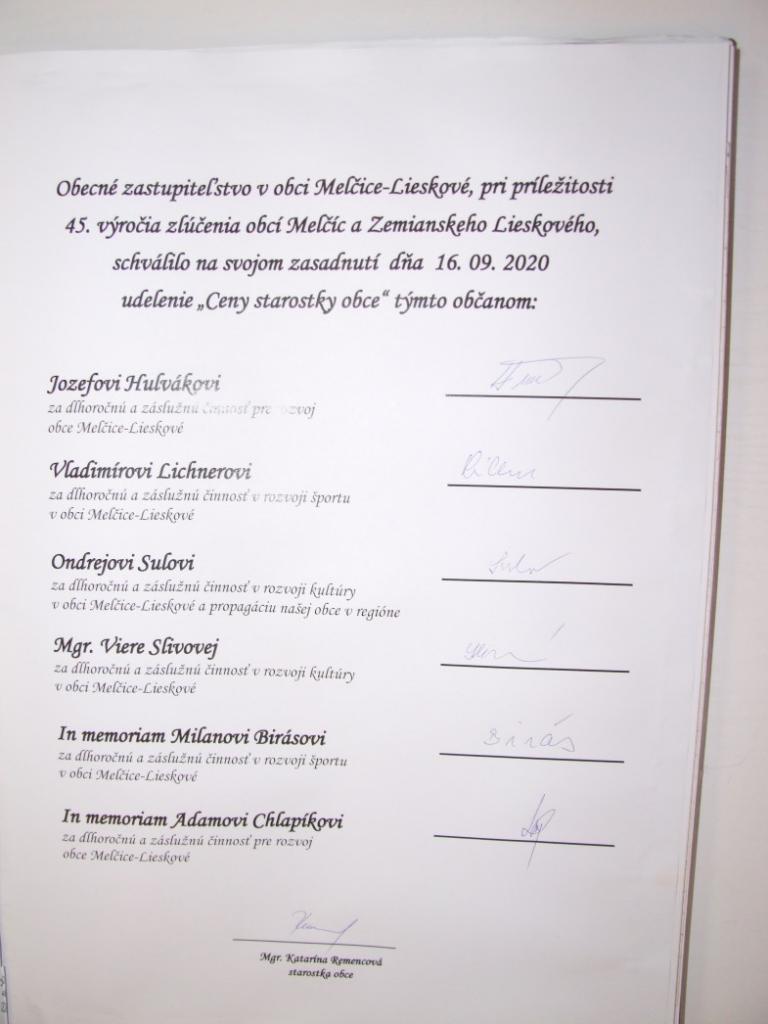 Obecné zastupiteľstvo v obci Melčice-Lieskové, pri príležitosti
45. výročia zlúčenia obcí Melčíc a Zemianskeho Lieskového,
schválilo na svojom zasadnutí dňa 16. 09. 2020
udelenie „Ceny starostky obce“ týmto občanom:
Jozefovi Hulvákovi
za dlhoročnú a záslužnú činnosť pre rozvoj
obce Melčice-Lieskové
Vladimírovi Lichnerovi
za dlhoročnú a záslužnú činnosť v rozvoji športu
v obci Melčice-Lieskové
Ondrejovi Sulovi
za dlhoročnú a záslužnú činnosť v rozvoji kultúry
v obci Melčice-Lieskové a propagáciu našej obce v regióne
Mgr. Viere Slivovej
za dlhoročnú a záslužnú činnosť v rozvoji kultúry
v obci Melčice-Lieskové
In memoriam Milanovi Birásovi
Birás
za dlhoročnú a záslužnú činnosť v rozvoji športu
v obci Melčice-Lieskové
In memoriam Adamovi Chlapíkovi
za dlhoročnú a záslužnú činnosť pre rozvoj
obce Melčice-Lieskové
Mgr. Katarína Remencová
starostka obce